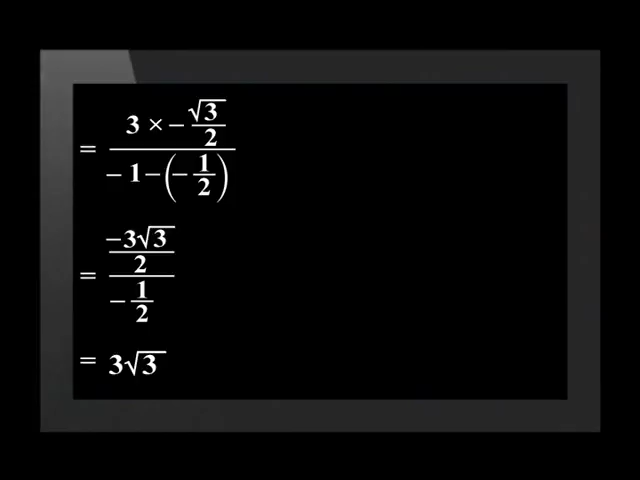 = (3 × −√3/2) / (−1−(−1/2))
= (−3√3/2) / (−1/2)
= 3√3